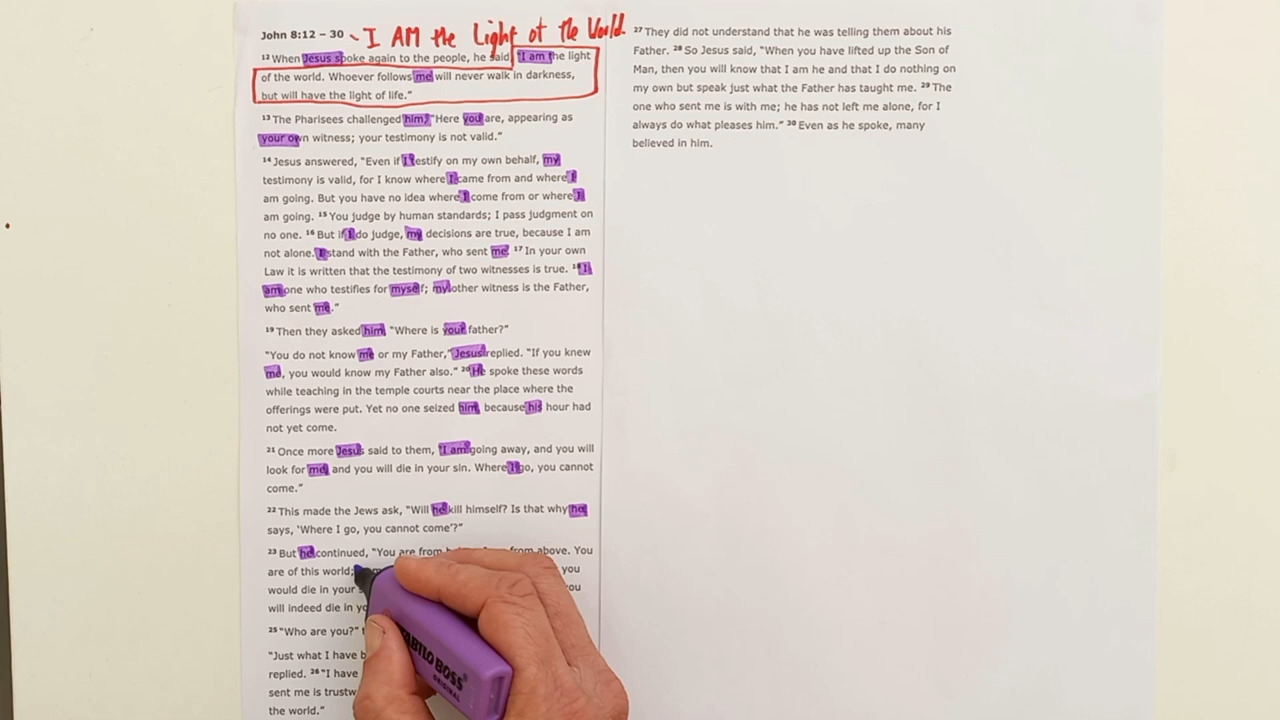 John 8:12 – 30 - I AM the Light of the World.
¹² When Jesus spoke again to the people, he said, "I am the light
of the world. Whoever follows me will never walk in darkness,
but will have the light of life."
¹³ The Pharisees challenged him, "Here you are, appearing as
your own witness; your testimony is not valid."
¹⁴ Jesus answered, "Even if I testify on my own behalf, my
testimony is valid, for I know where I came from and where I
am going. But you have no idea where I come from or where I
am going. ¹⁵ You judge by human standards; I pass judgment on
no one. ¹⁶ But if I do judge, my decisions are true, because I am
not alone. I stand with the Father, who sent me. ¹⁷ In your own
Law it is written that the testimony of two witnesses is true. ¹⁸ I
am one who testifies for myself; my other witness is the Father,
who sent me."
¹⁹ Then they asked him, "Where is your father?"
"You do not know me or my Father," Jesus replied. "If you knew
me, you would know my Father also." ²⁰ He spoke these words
while teaching in the temple courts near the place where the
offerings were put. Yet no one seized him, because his hour had
not yet come.
²¹ Once more Jesus said to them, "I am going away, and you will
look for me, and you will die in your sin. Where I go, you cannot
come."
²² This made the Jews ask, "Will he kill himself? Is that why he
says, 'Where I go, you cannot come'?"
²³ But he continued, "You are from from above. You
are of this world; you
would die in your you
will indeed die in
²⁵ "Who are you?"
"Just what I have
replied. ²⁶ "I have
sent me is
the world."
²⁷ They did not understand that he was telling them about his
Father. ²⁸ So Jesus said, "When you have lifted up the Son of
Man, then you will know that I am he and that I do nothing on
my own but speak just what the Father has taught me. ²⁹ The
one who sent me is with me; he has not left me alone, for I
always do what pleases him." ³⁰ Even as he spoke, many
believed in him.
STABILO BOSS
ORIGINAL